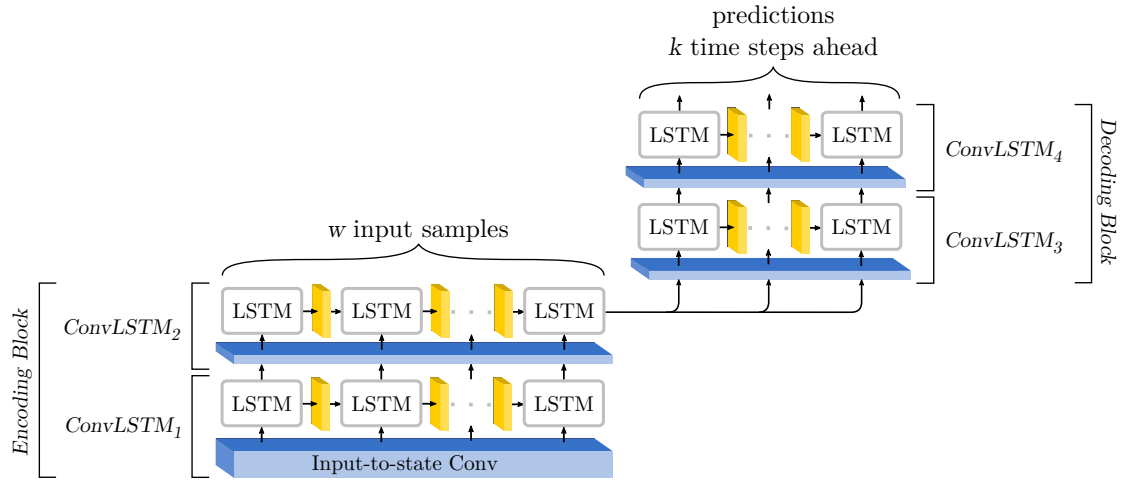 predictions
k time steps ahead
LSTM
LSTM
ConvLSTM4
LSTM
LSTM
ConvLSTM3
Decoding Block
w input samples
LSTM
LSTM
LSTM
ConvLSTM2
LSTM
LSTM
LSTM
ConvLSTM1
Encoding Block
Input-to-state Conv